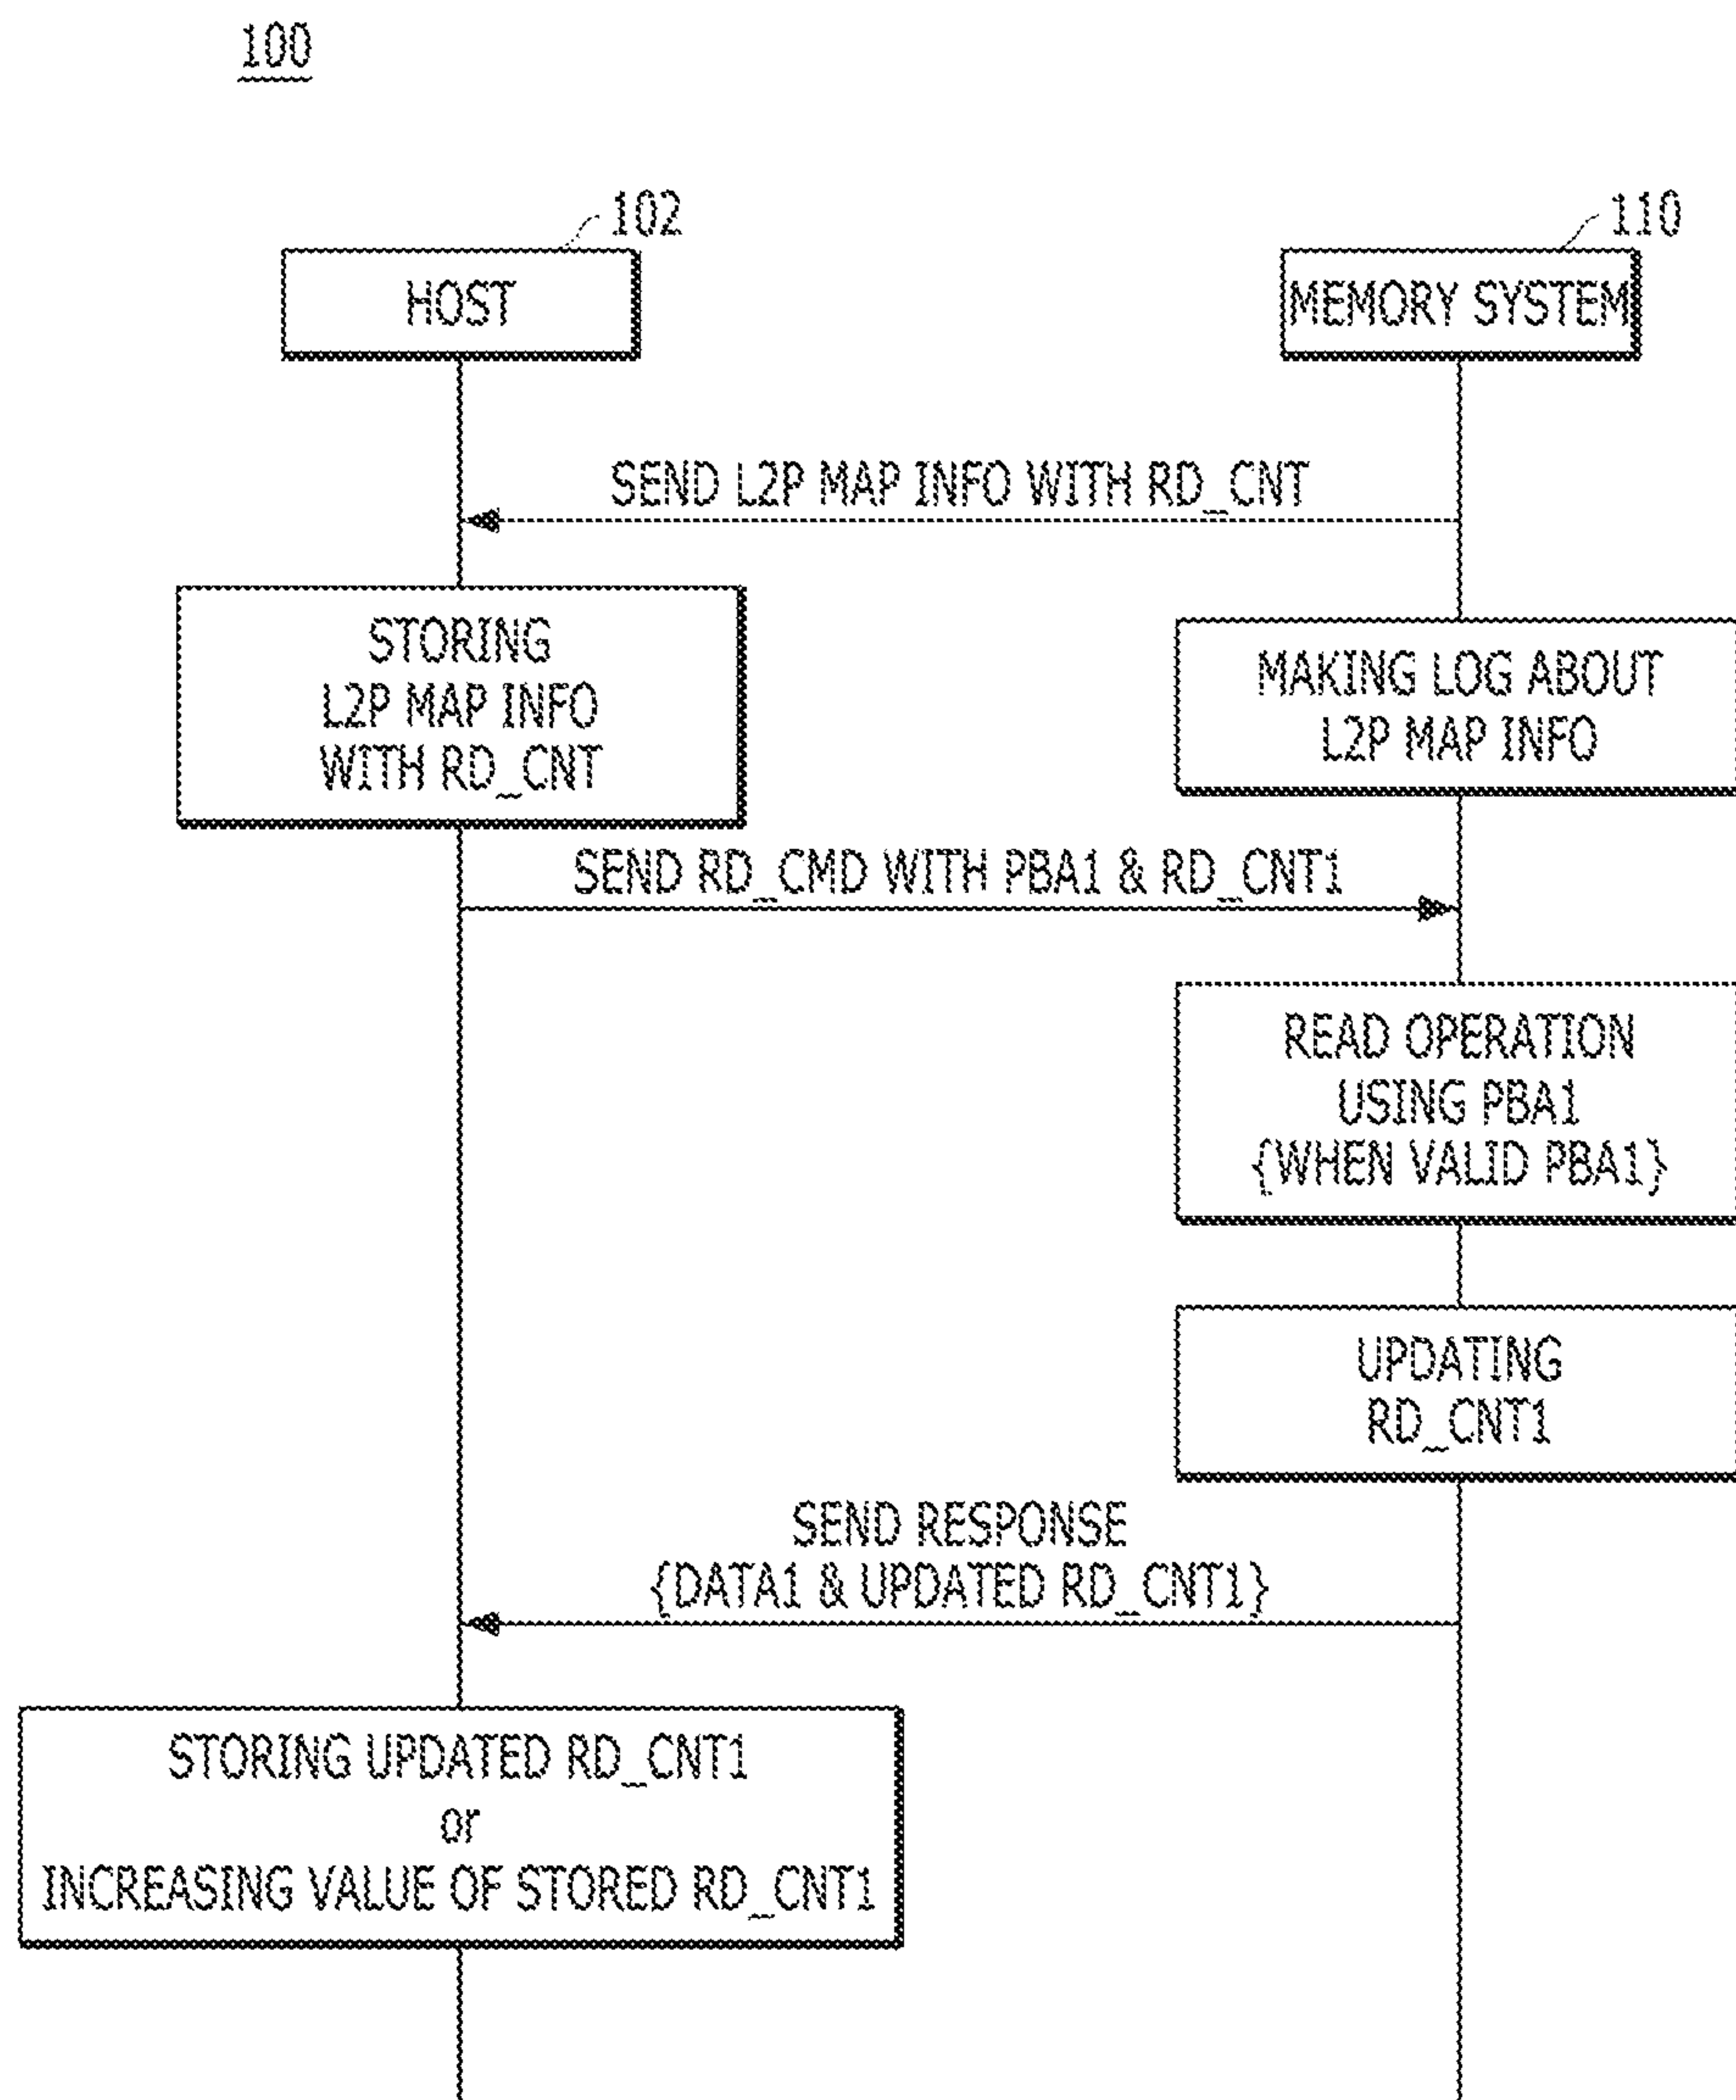 100
102
110
HOST
MEMORY SYSTEM
SEND L2P MAP INFO WITH RD_CNT
STORING
L2P MAP INFO
WITH RD_CNT
MAKING LOG ABOUT
L2P MAP INFO
SEND RD_CMD WITH PBA1 & RD_CNT1
READ OPERATION
USING PBA1
{WHEN VALID PBA1}
UPDATING
RD_CNT1
SEND RESPONSE
{DATA1 & UPDATED RD_CNT1}
STORING UPDATED RD_CNT1
or
INCREASING VALUE OF STORED RD_CNT1